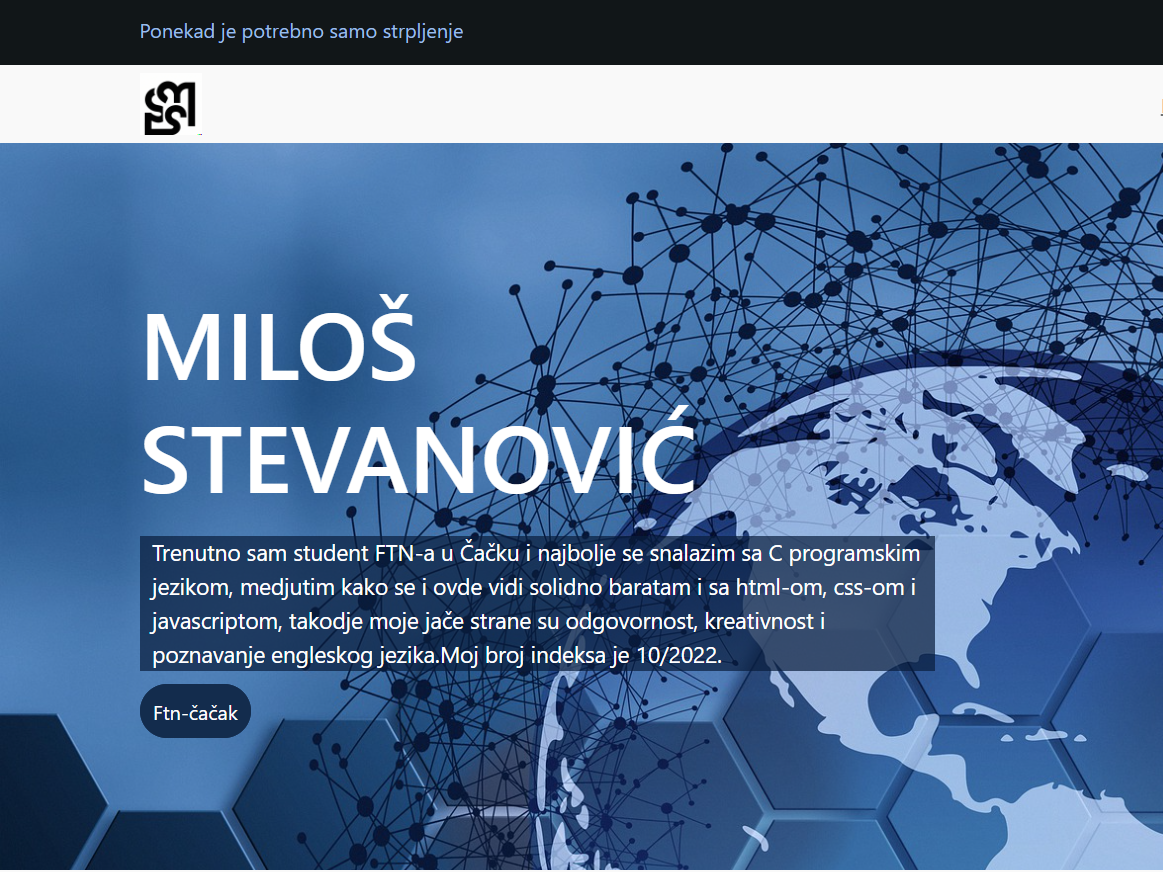 Ponekad je potrebno samo strpljenje
MILOŠ
STEVANOVIĆ
Trenutno sam student FTN-a u Čačku i najbolje se snalazim sa C programskim
jezikom, medjutim kako se i ovde vidi solidno baratam i sa html-om, css-om i
javascriptom, takodje moje jače strane su odgovornost, kreativnost i
poznavanje engleskog jezika.Moj broj indeksa je 10/2022.
Ftn-čačak